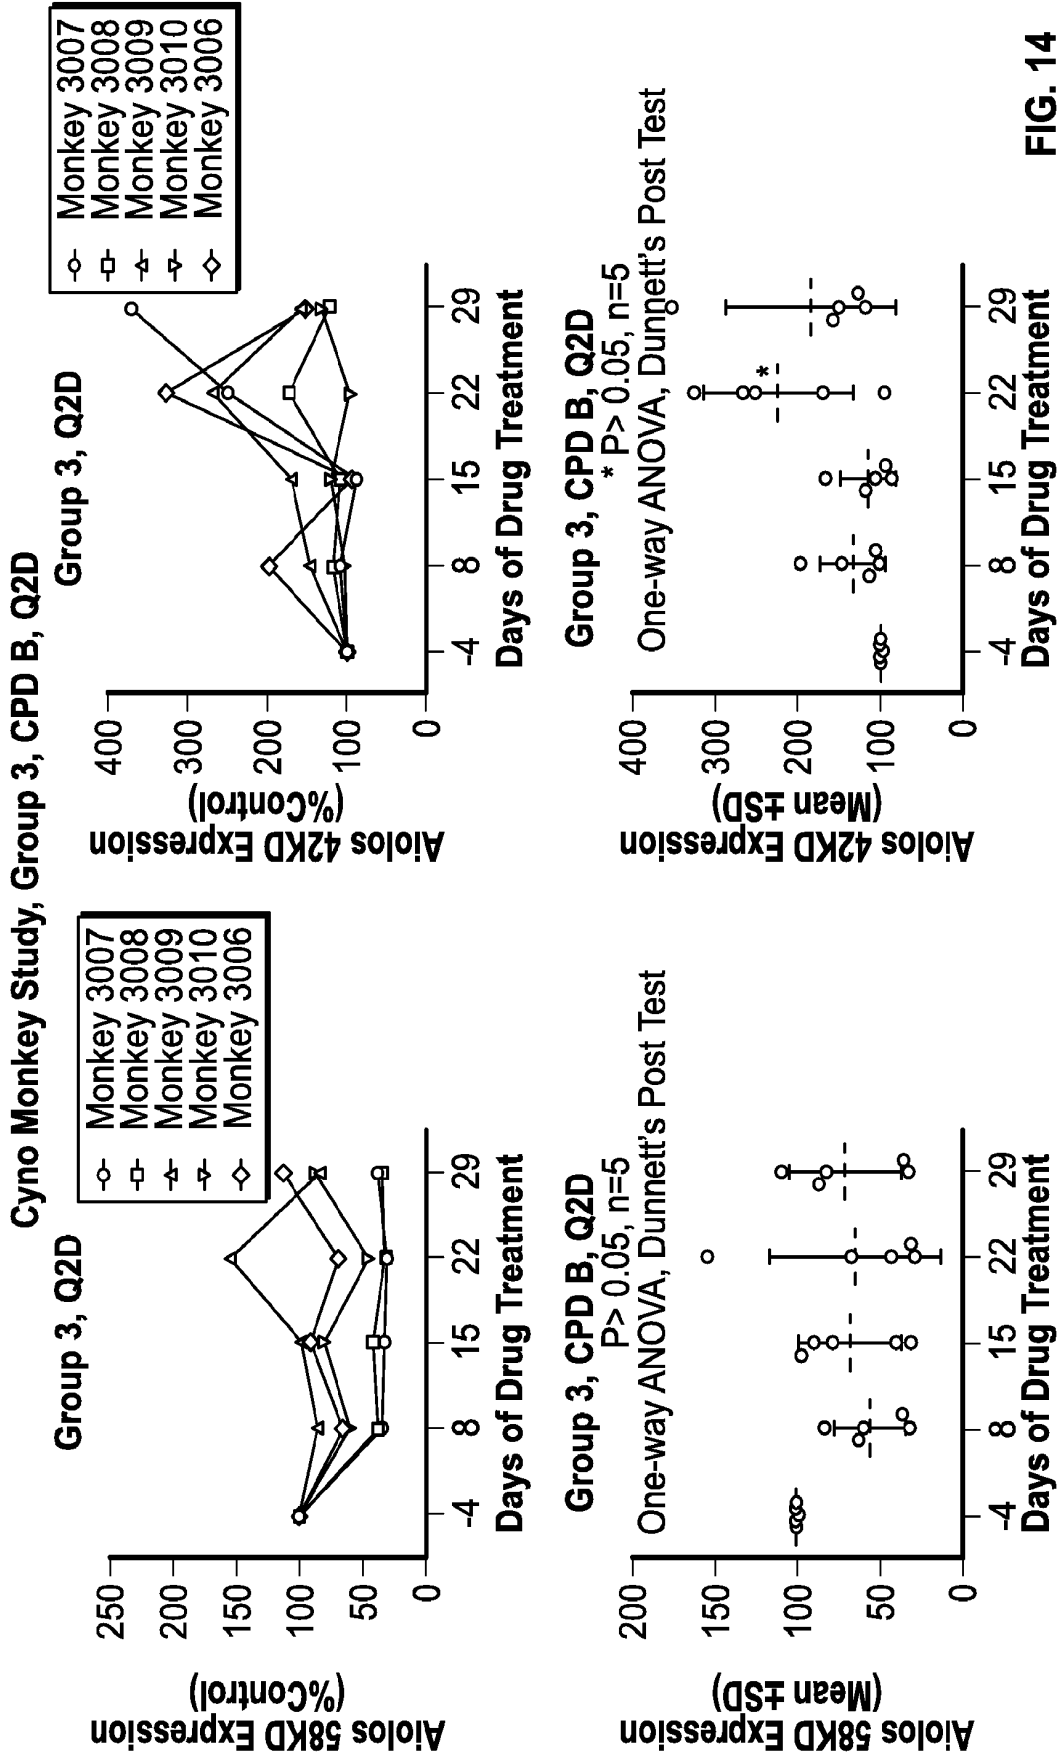 Cyno Monkey Study, Group 3, CPD B, Q2D
Group 3, Q2D
Monkey 3007
Monkey 3008
Monkey 3009
Monkey 3010
Monkey 3006
Aiolos 58KD Expression
(%Control)
250
200
150
100
50
0
-4 8 15 22 29
Days of Drug Treatment
Group 3, Q2D
Monkey 3007
Monkey 3008
Monkey 3009
Monkey 3010
Monkey 3006
Aiolos 42KD Expression
(%Control)
400
300
200
100
0
-4 8 15 22 29
Days of Drug Treatment
Group 3, CPD B, Q2D
P> 0.05, n=5
One-way ANOVA, Dunnett's Post Test
Aiolos 58KD Expression
(Mean ±SD)
200
150
100
50
0
-4 8 15 22 29
Days of Drug Treatment
Group 3, CPD B, Q2D
* P> 0.05, n=5
One-way ANOVA, Dunnett's Post Test
Aiolos 42KD Expression
(Mean ±SD)
400
300
200
100
0
*
-4 8 15 22 29
Days of Drug Treatment
FIG. 14